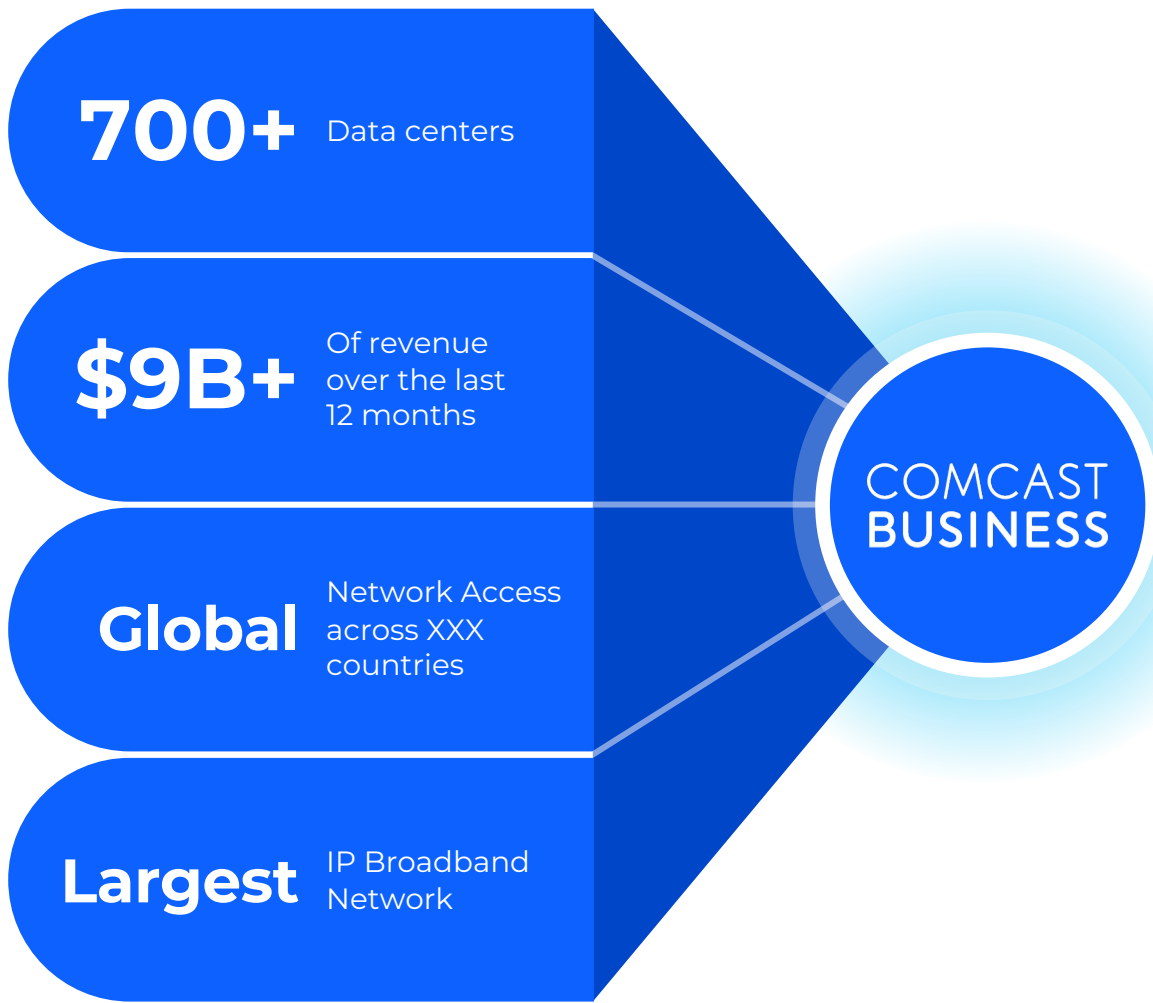 700+
Data centers
$9B+
Of revenue
over the last
12 months
Global
Network Access
across XXX
countries
Largest
IP Broadband
Network
COMCAST
BUSINESS